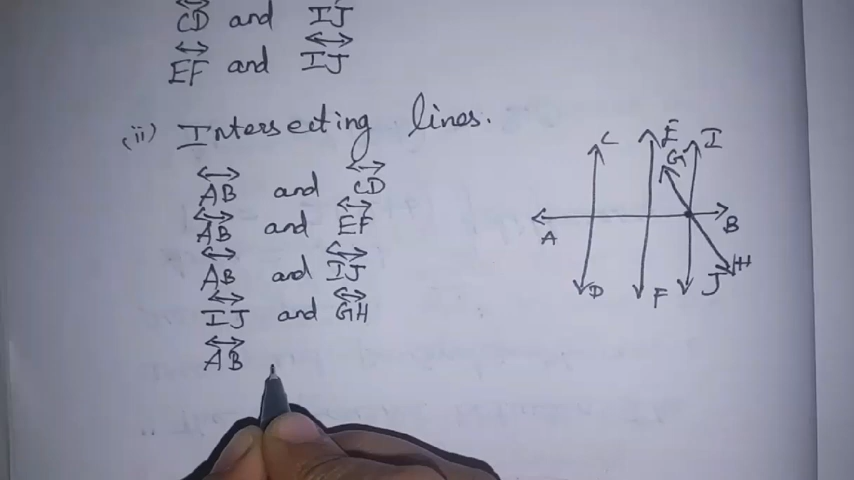 CD and IJ
EF and IJ
(ii) Intersecting lines.
AB and CD
AB and EF
AB and IJ
IJ and GH
AB
C E I
G
A B
H
D F J